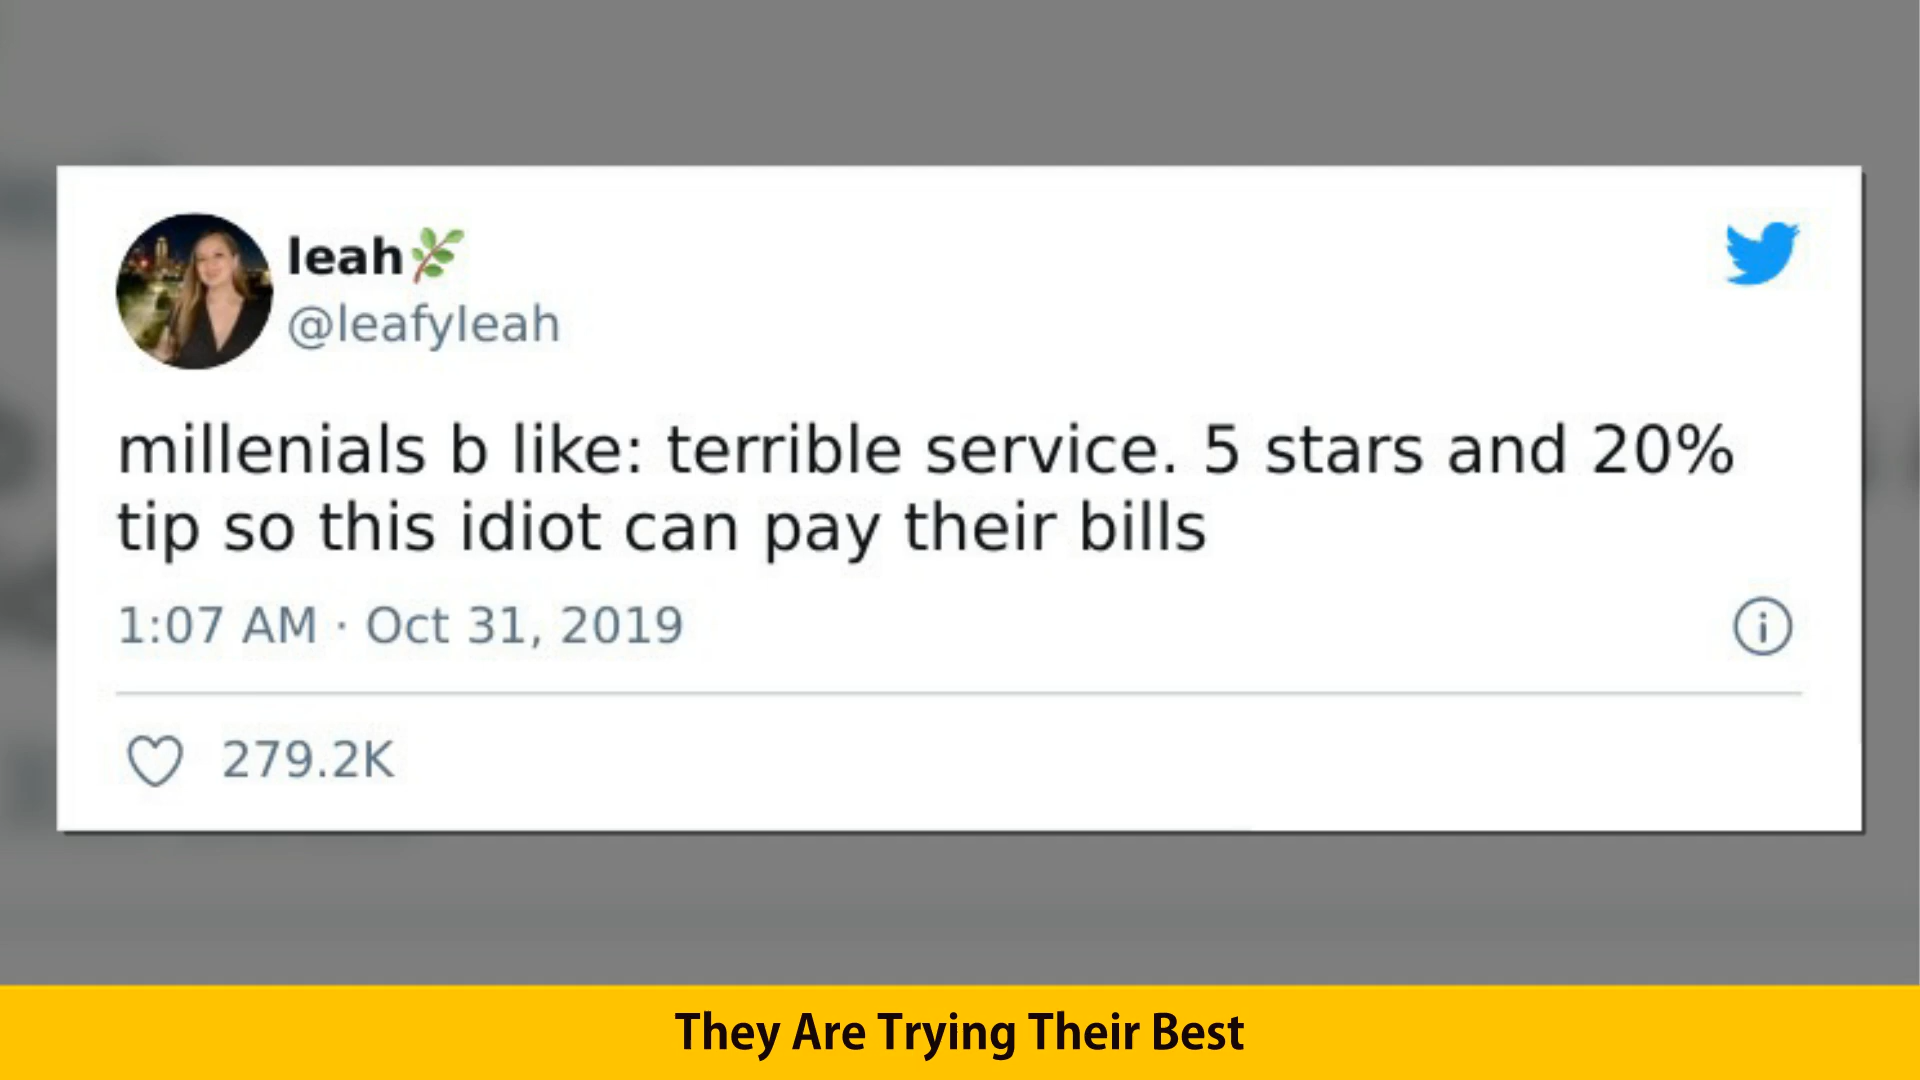 leah🌿
@leafyleah
millenials b like: terrible service. 5 stars and 20%
tip so this idiot can pay their bills
1:07 AM · Oct 31, 2019
279.2K
They Are Trying Their Best